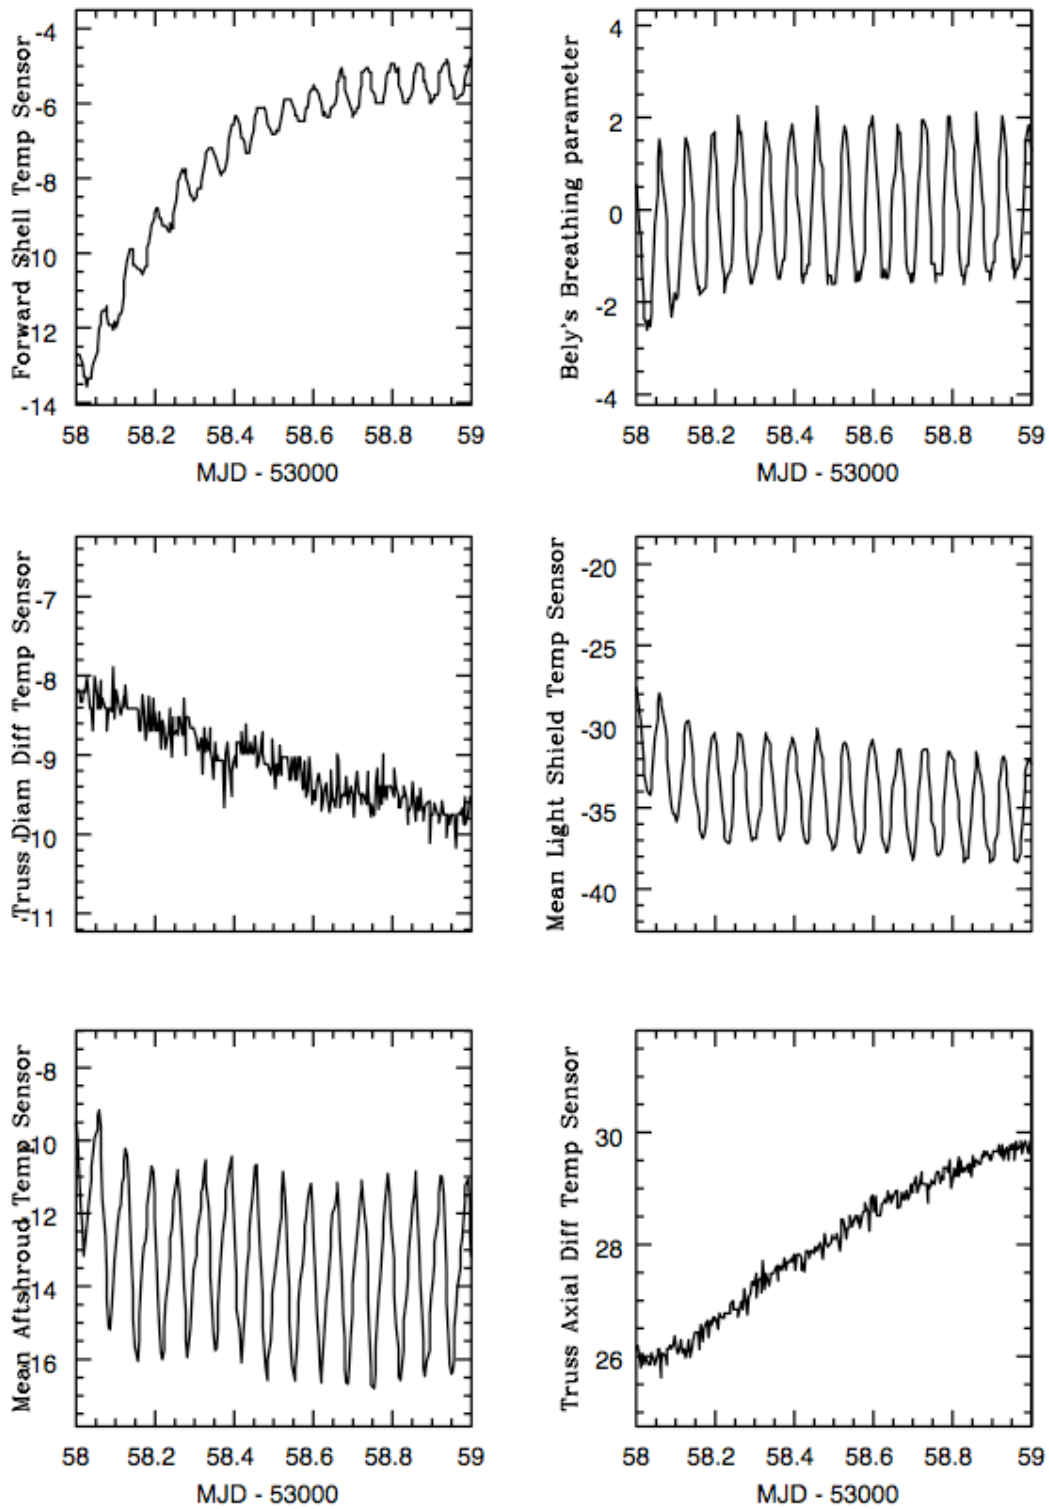 Forward Shell Temp Sensor
-4
-6
-8
-10
-12
-14
58 58.2 58.4 58.6 58.8 59
MJD - 53000
Bely's Breathing parameter
4
2
0
-2
-4
58 58.2 58.4 58.6 58.8 59
MJD - 53000
Truss Diam Diff Temp Sensor
-7
-8
-9
-10
-11
Mean Light Shield Temp Sensor
-20
-25
-30
-35
-40
Mean Aftshroud Temp Sensor
-8
-10
-12
-14
-16
58 58.2 58.4 58.6 58.8 59
MJD - 53000
Truss Axial Diff Temp Sensor
30
28
26
58 58.2 58.4 58.6 58.8 59
MJD - 53000